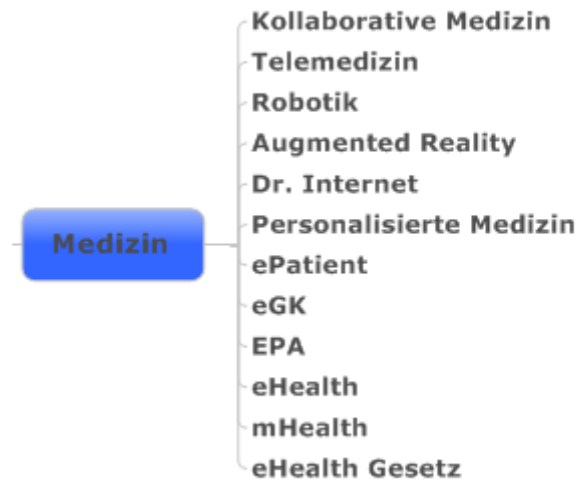 Kollaborative Medizin
Telemedizin
Robotik
Augmented Reality
Dr. Internet
Medizin
Personalisierte Medizin
ePatient
eGK
EPA
eHealth
mHealth
eHealth Gesetz